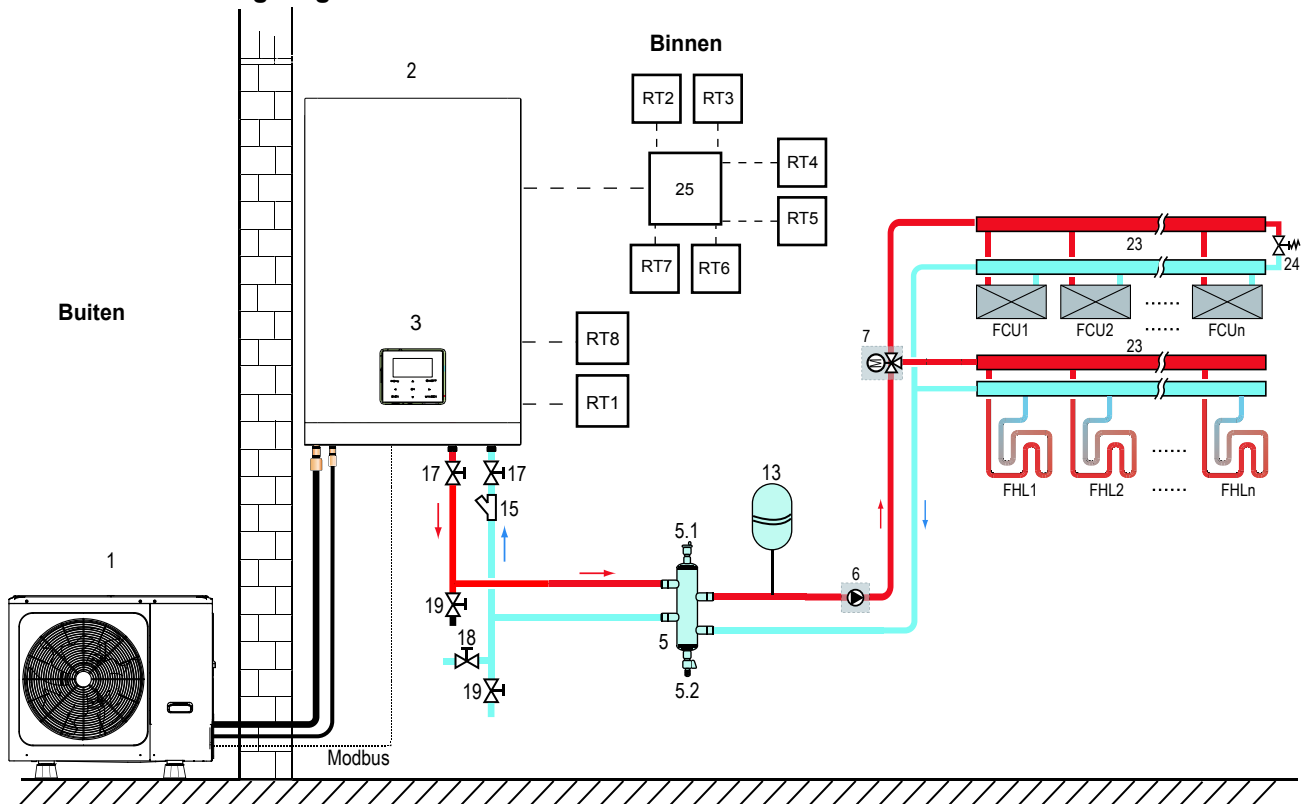 Binnen
2
RT2
RT3
RT4
25
RT5
RT7
RT6
23
24
Buiten
FCU1
FCU2
......
FCUn
......
3
RT8
7
M
23
RT1
17
17
13
FHL1
FHL2
......
FHLn
15
5.1
1
6
19
18
5
19
5.2
Modbus